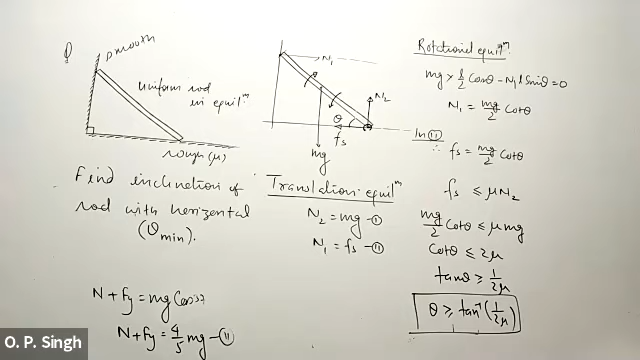 Q smooth
uniform rod
in equilᵐ
rough (μ)
Find inclination of
rod with horizontal
(θmin).
N + fy = mg Cos37
N + fy = 4/5 mg —(II)
N₁
N₂
θ
fs
mg
Translation equilᵐ
N₂ = mg —(I)
N₁ = fs —(II)
Rotational equilᵐ
mg × l/2 Cosθ - N₁ l Sinθ = 0
N₁ = mg/2 Cotθ
In (II)
∴ fs = mg/2 Cotθ
fs ≤ μN₂
mg/2 Cotθ ≤ μmg
Cotθ ≤ 2μ
tanθ ≥ 1/2μ
θ ≥ tan⁻¹(1/2μ)
O. P. Singh